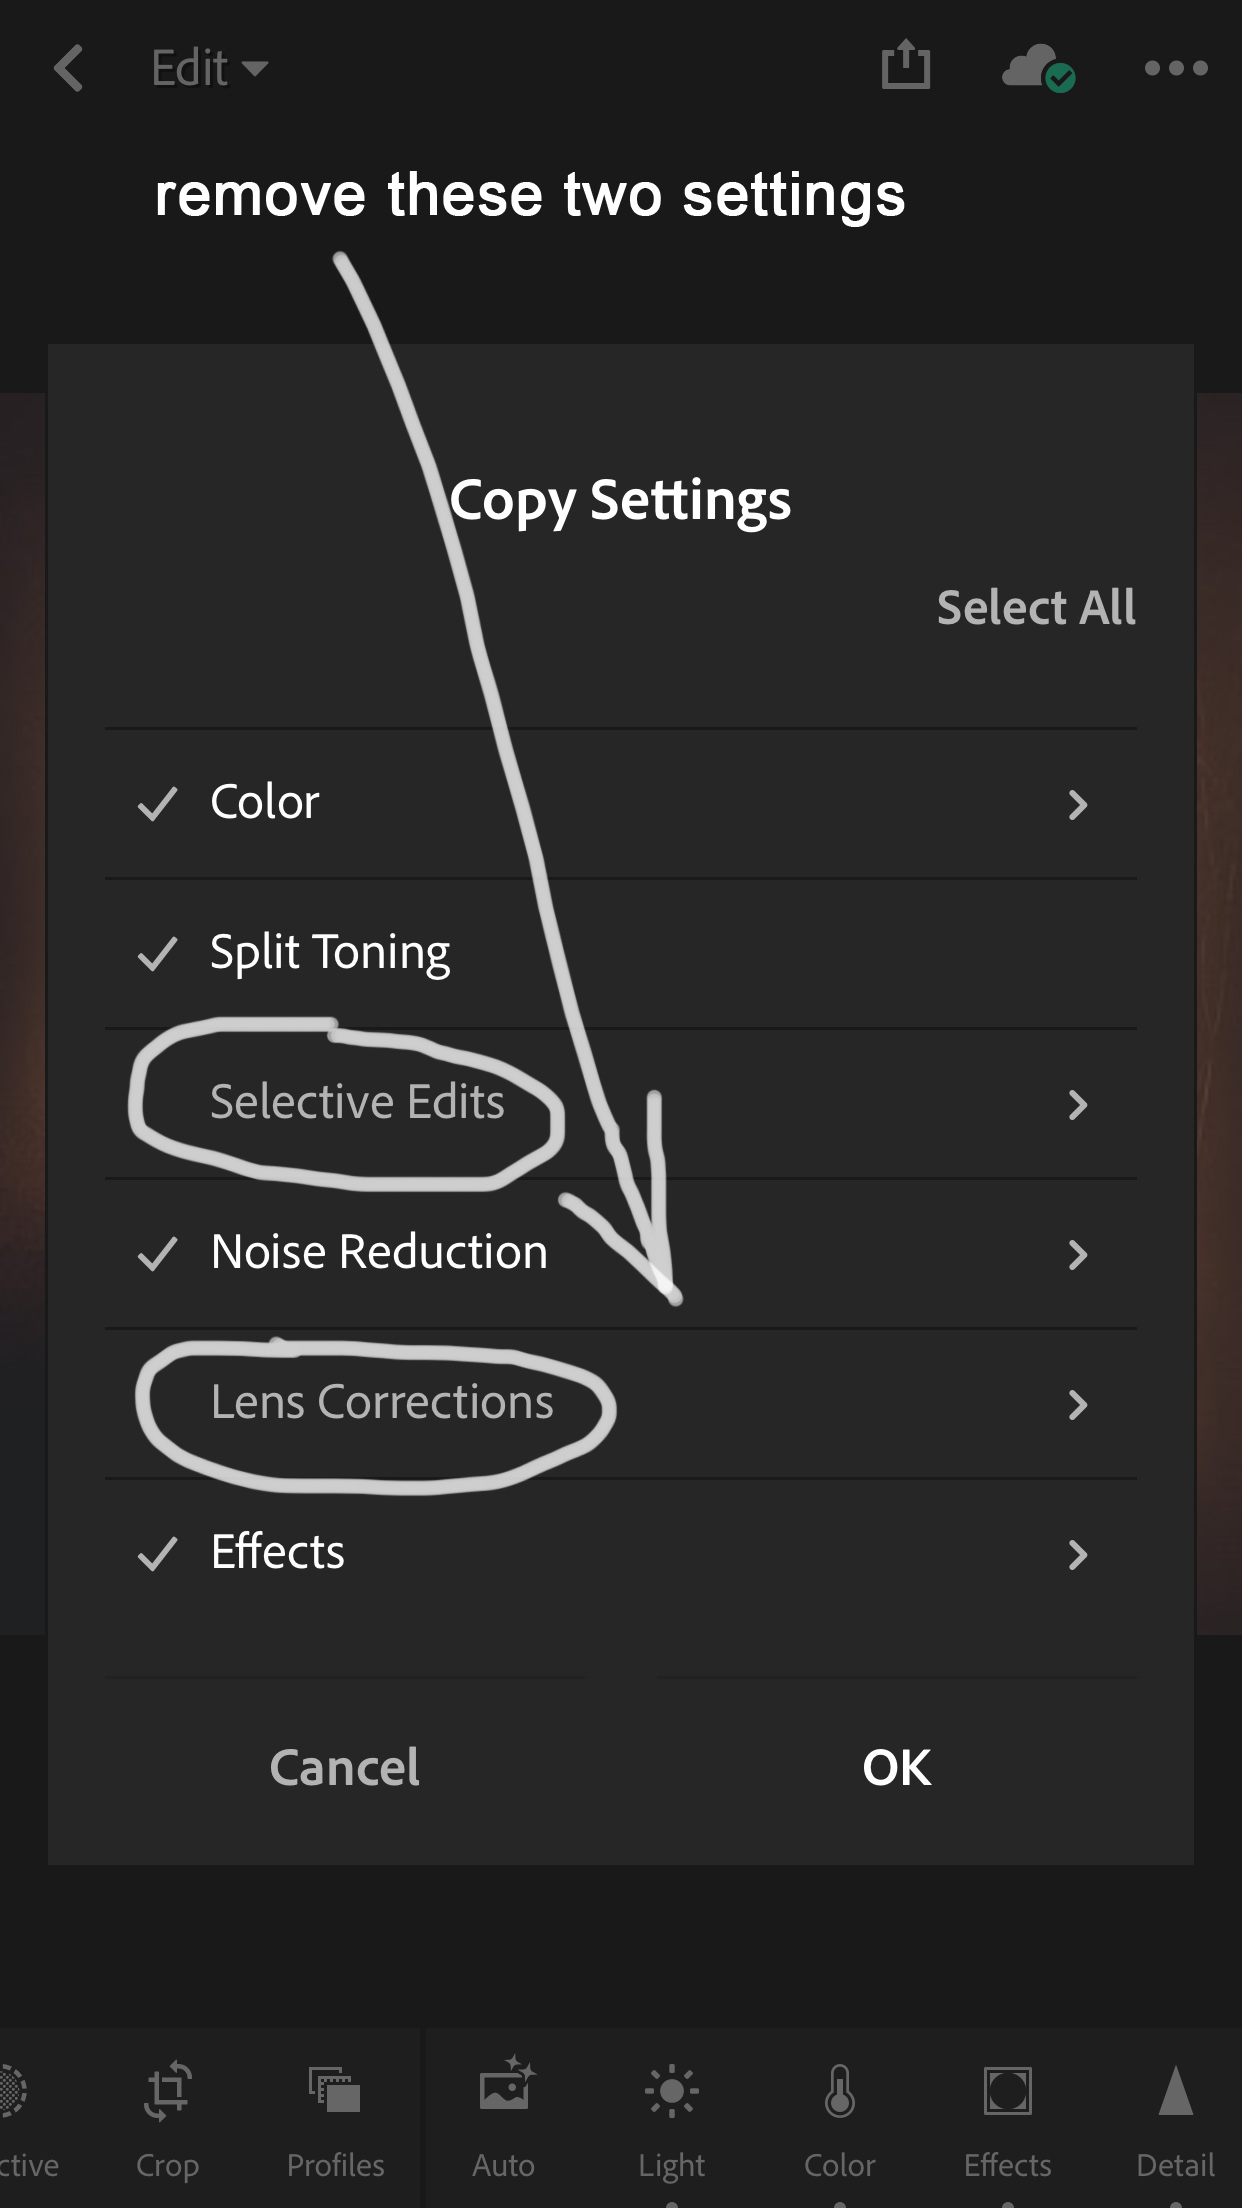 Edit
remove these two settings
Copy Settings
Select All
Color
Split Toning
Selective Edits
Noise Reduction
Lens Corrections
Effects
Cancel OK
ctive Crop Profiles Auto Light Color Effects Detail